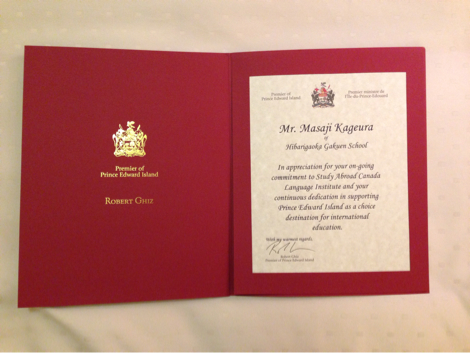 Premier of
Prince Edward Island
ROBERT GHIZ
Premier of
Prince Edward Island
Premier ministre de
l'Île-du-Prince-Édouard
Mr. Masaji Kageura
of
Hibarigaoka Gakuen School
In appreciation for your on-going
commitment to Study Abroad Canada
Language Institute and your
continuous dedication in supporting
Prince Edward Island as a choice
destination for international
education.
With my warmest regards,
Robert Ghiz
Premier of Prince Edward Island